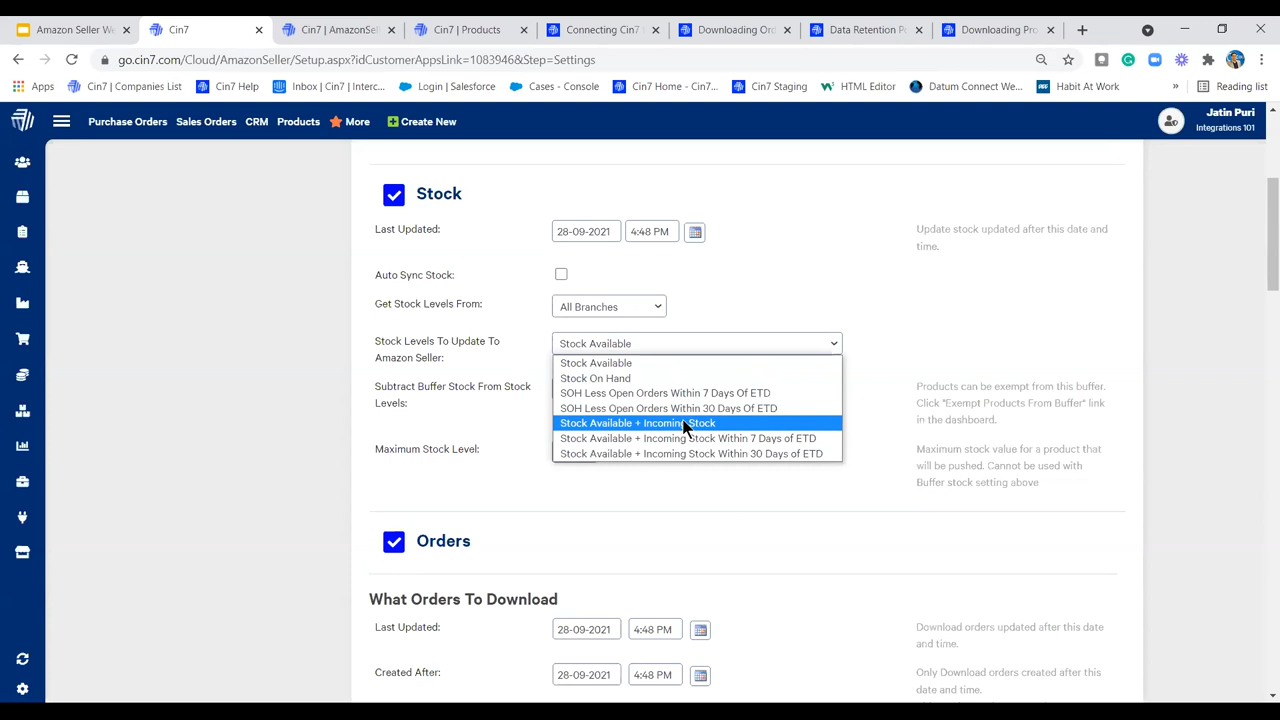 Amazon Seller W
Cin7
Cin7 | AmazonSell
Cin7 | Products
Connecting Cin7
Downloading Ord
Data Retention Po
Downloading Pro
go.cin7.com/Cloud/AmazonSeller/Setup.aspx?idCustomerAppsLink=1133946&Step=Settings
Apps
Cin7 | Companies List
Cin7 Help
Inbox | Cin7 | Interc...
Login | Salesforce
Cases - Console
Cin7 Home - Cin7...
Cin7 Staging
HTML Editor
Datum Connect We...
Habit At Work
»
Reading list
Purchase Orders
Sales Orders
CRM
Products
More
Create New
Jatin Puri
Integrations 101
Stock
Last Updated:
28-09-2021
4:48 PM
Update stock updated after this date and
time.
Auto Sync Stock:
Get Stock Levels From:
All Branches
Stock Levels To Update To
Amazon Seller:
Stock Available
Stock Available
Stock On Hand
SOH Less Open Orders Within 7 Days Of ETD
SOH Less Open Orders Within 30 Days Of ETD
Stock Available + Incoming Stock
Stock Available + Incoming Stock Within 7 Days of ETD
Stock Available + Incoming Stock Within 30 Days of ETD
Subtract Buffer Stock From Stock
Levels:
Products can be exempt from this buffer.
Click "Exempt Products From Buffer" link
in the dashboard.
Maximum Stock Level:
Maximum stock value for a product that
will be pushed. Cannot be used with
Buffer stock setting above
Orders
What Orders To Download
Last Updated:
28-09-2021
4:48 PM
Download orders updated after this date
and time.
Created After:
28-09-2021
4:48 PM
Only Download orders created after this
date and time.